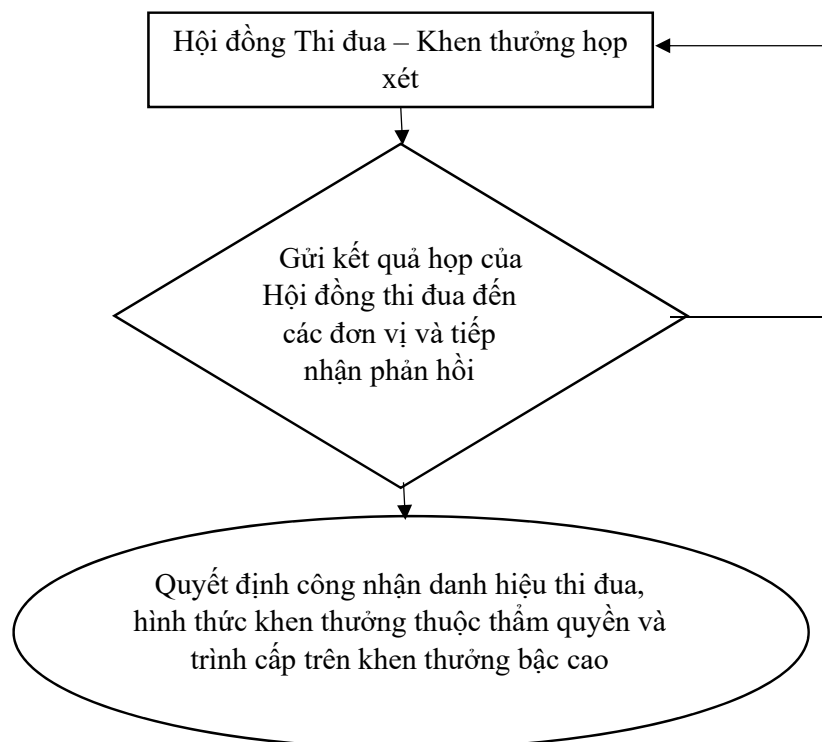 Hội đồng Thi đua – Khen thưởng họp
xét
Gửi kết quả họp của
Hội đồng thi đua đến
các đơn vị và tiếp
nhận phản hồi
Quyết định công nhận danh hiệu thi đua,
hình thức khen thưởng thuộc thẩm quyền và
trình cấp trên khen thưởng bậc cao